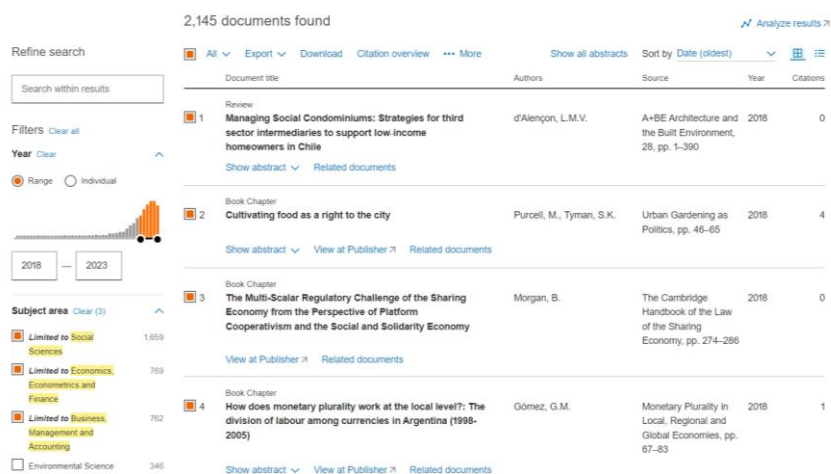 2,145 documents found
Analyze results
Refine search
All Export Download Citation overview ••• More Show all abstracts Sort by Date (oldest)
Search within results
Document title Authors Source Year Citations
Filters Clear all
Year Clear
Range Individual
2018 — 2023
Subject area Clear (3)
Limited to Social
Sciences
1,659
Limited to Economics,
Econometrics and
Finance
769
Limited to Business,
Management and
Accounting
762
Environmental Science 346
Review
1 Managing Social Condominiums: Strategies for third
sector intermediaries to support low-income
homeowners in Chile
d'Alençon, L.M.V.
A+BE Architecture and
the Built Environment,
28, pp. 1–390
2018
0
Show abstract Related documents
Book Chapter
2 Cultivating food as a right to the city
Purcell, M., Tyman, S.K.
Urban Gardening as
Politics, pp. 46–65
2018
4
Show abstract View at Publisher Related documents
Book Chapter
3 The Multi-Scalar Regulatory Challenge of the Sharing
Economy from the Perspective of Platform
Cooperativism and the Social and Solidarity Economy
Morgan, B.
The Cambridge
Handbook of the Law
of the Sharing
Economy, pp. 274–286
2018
0
View at Publisher Related documents
Book Chapter
4 How does monetary plurality work at the local level?: The
division of labour among currencies in Argentina (1998-
2005)
Gómez, G.M.
Monetary Plurality in
Local, Regional and
Global Economies, pp.
67–83
2018
1
Show abstract View at Publisher Related documents